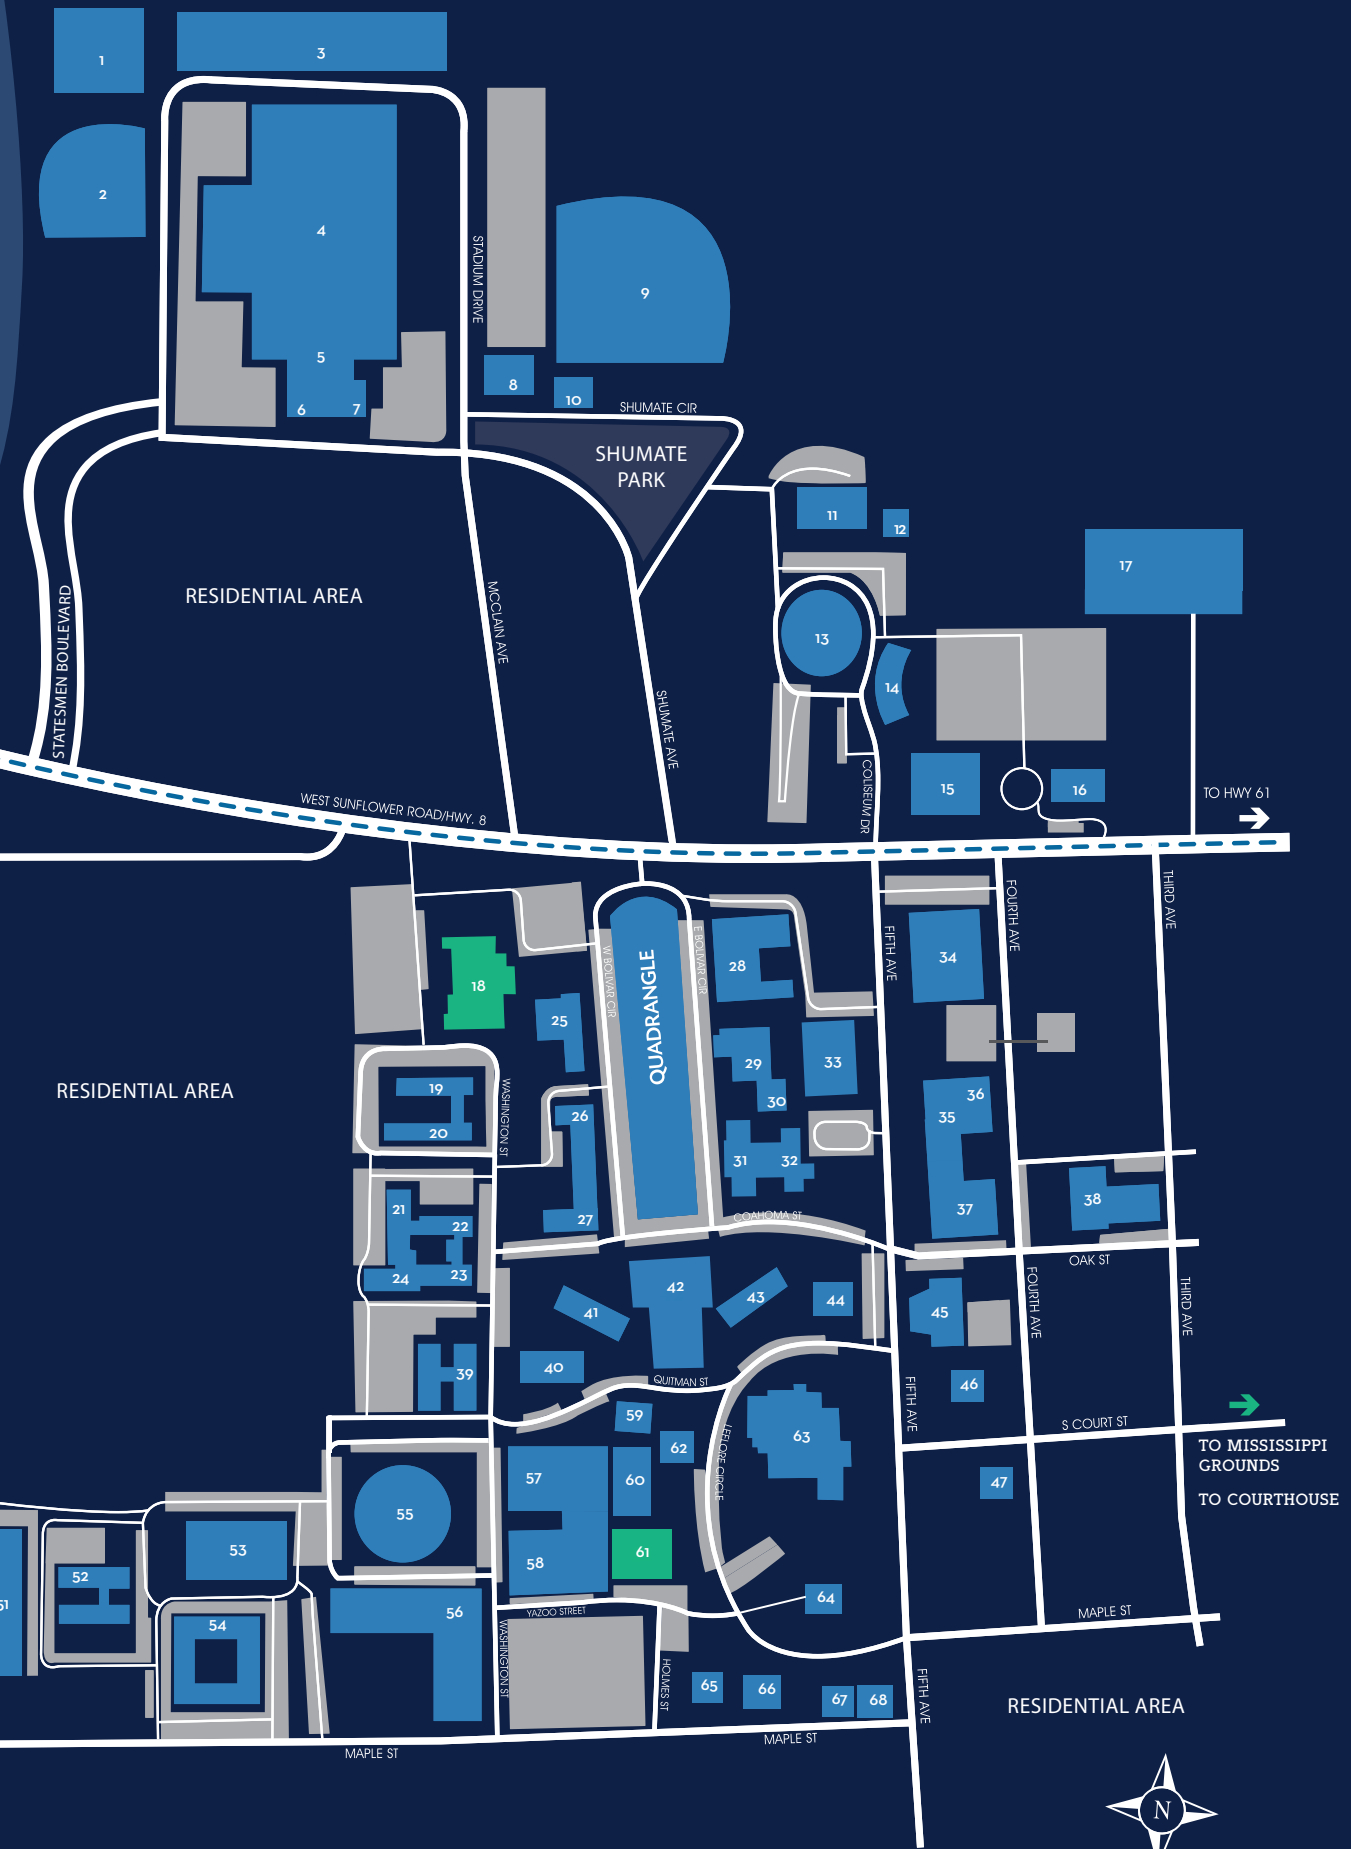 1
3
2
4
STADIUM DRIVE
9
5
8
6
7
10
SHUMATE CIR
SHUMATE
PARK
11
12
17
RESIDENTIAL AREA
MCCLAIN AVE
STATESMEN BOULEVARD
13
14
SHUMATE AVE
COLISEUM DR
15
16
TO HWY 61
WEST SUNFLOWER ROAD/HWY. 8
THIRD AVE
FOURTH AVE
FIFTH AVE
E BOLIVAR CIR
W BOLIVAR CIR
QUADRANGLE
28
34
18
25
29
33
RESIDENTIAL AREA
19
WASHINGTON ST
30
36
35
26
20
31
32
21
22
27
38
37
COAHOMA ST
OAK ST
24
23
42
43
44
41
45
FOURTH AVE
THIRD AVE
40
39
QUITMAN ST
46
FIFTH AVE
59
S COURT ST
62
63
LEFLORE CIRCLE
TO MISSISSIPPI
GROUNDS
TO COURTHOUSE
57
60
47
55
53
58
61
52
51
64
54
56
YAZOO STREET
MAPLE ST
WASHINGTON ST
HOLMES ST
65
66
67
68
FIFTH AVE
RESIDENTIAL AREA
MAPLE ST
MAPLE ST
N